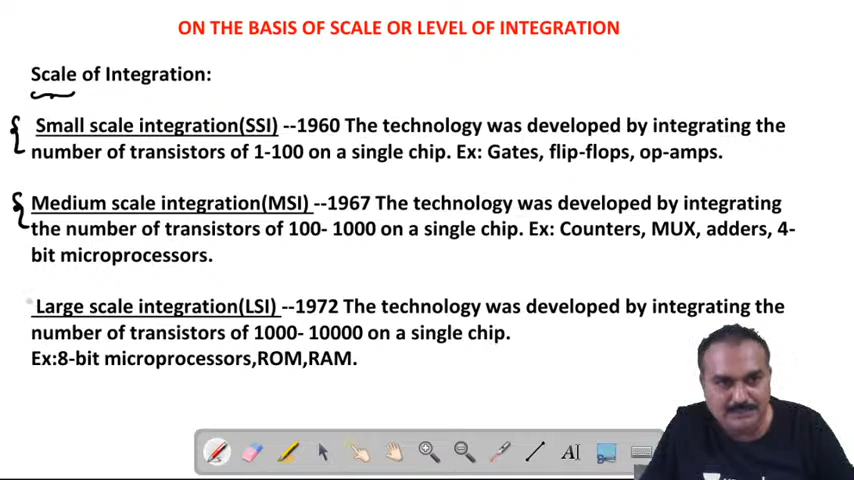 ON THE BASIS OF SCALE OR LEVEL OF INTEGRATION
Scale of Integration:
Small scale integration(SSI) --1960 The technology was developed by integrating the
number of transistors of 1-100 on a single chip. Ex: Gates, flip-flops, op-amps.
Medium scale integration(MSI) --1967 The technology was developed by integrating
the number of transistors of 100- 1000 on a single chip. Ex: Counters, MUX, adders, 4-
bit microprocessors.
Large scale integration(LSI) --1972 The technology was developed by integrating the
number of transistors of 1000- 10000 on a single chip.
Ex:8-bit microprocessors,ROM,RAM.
AI